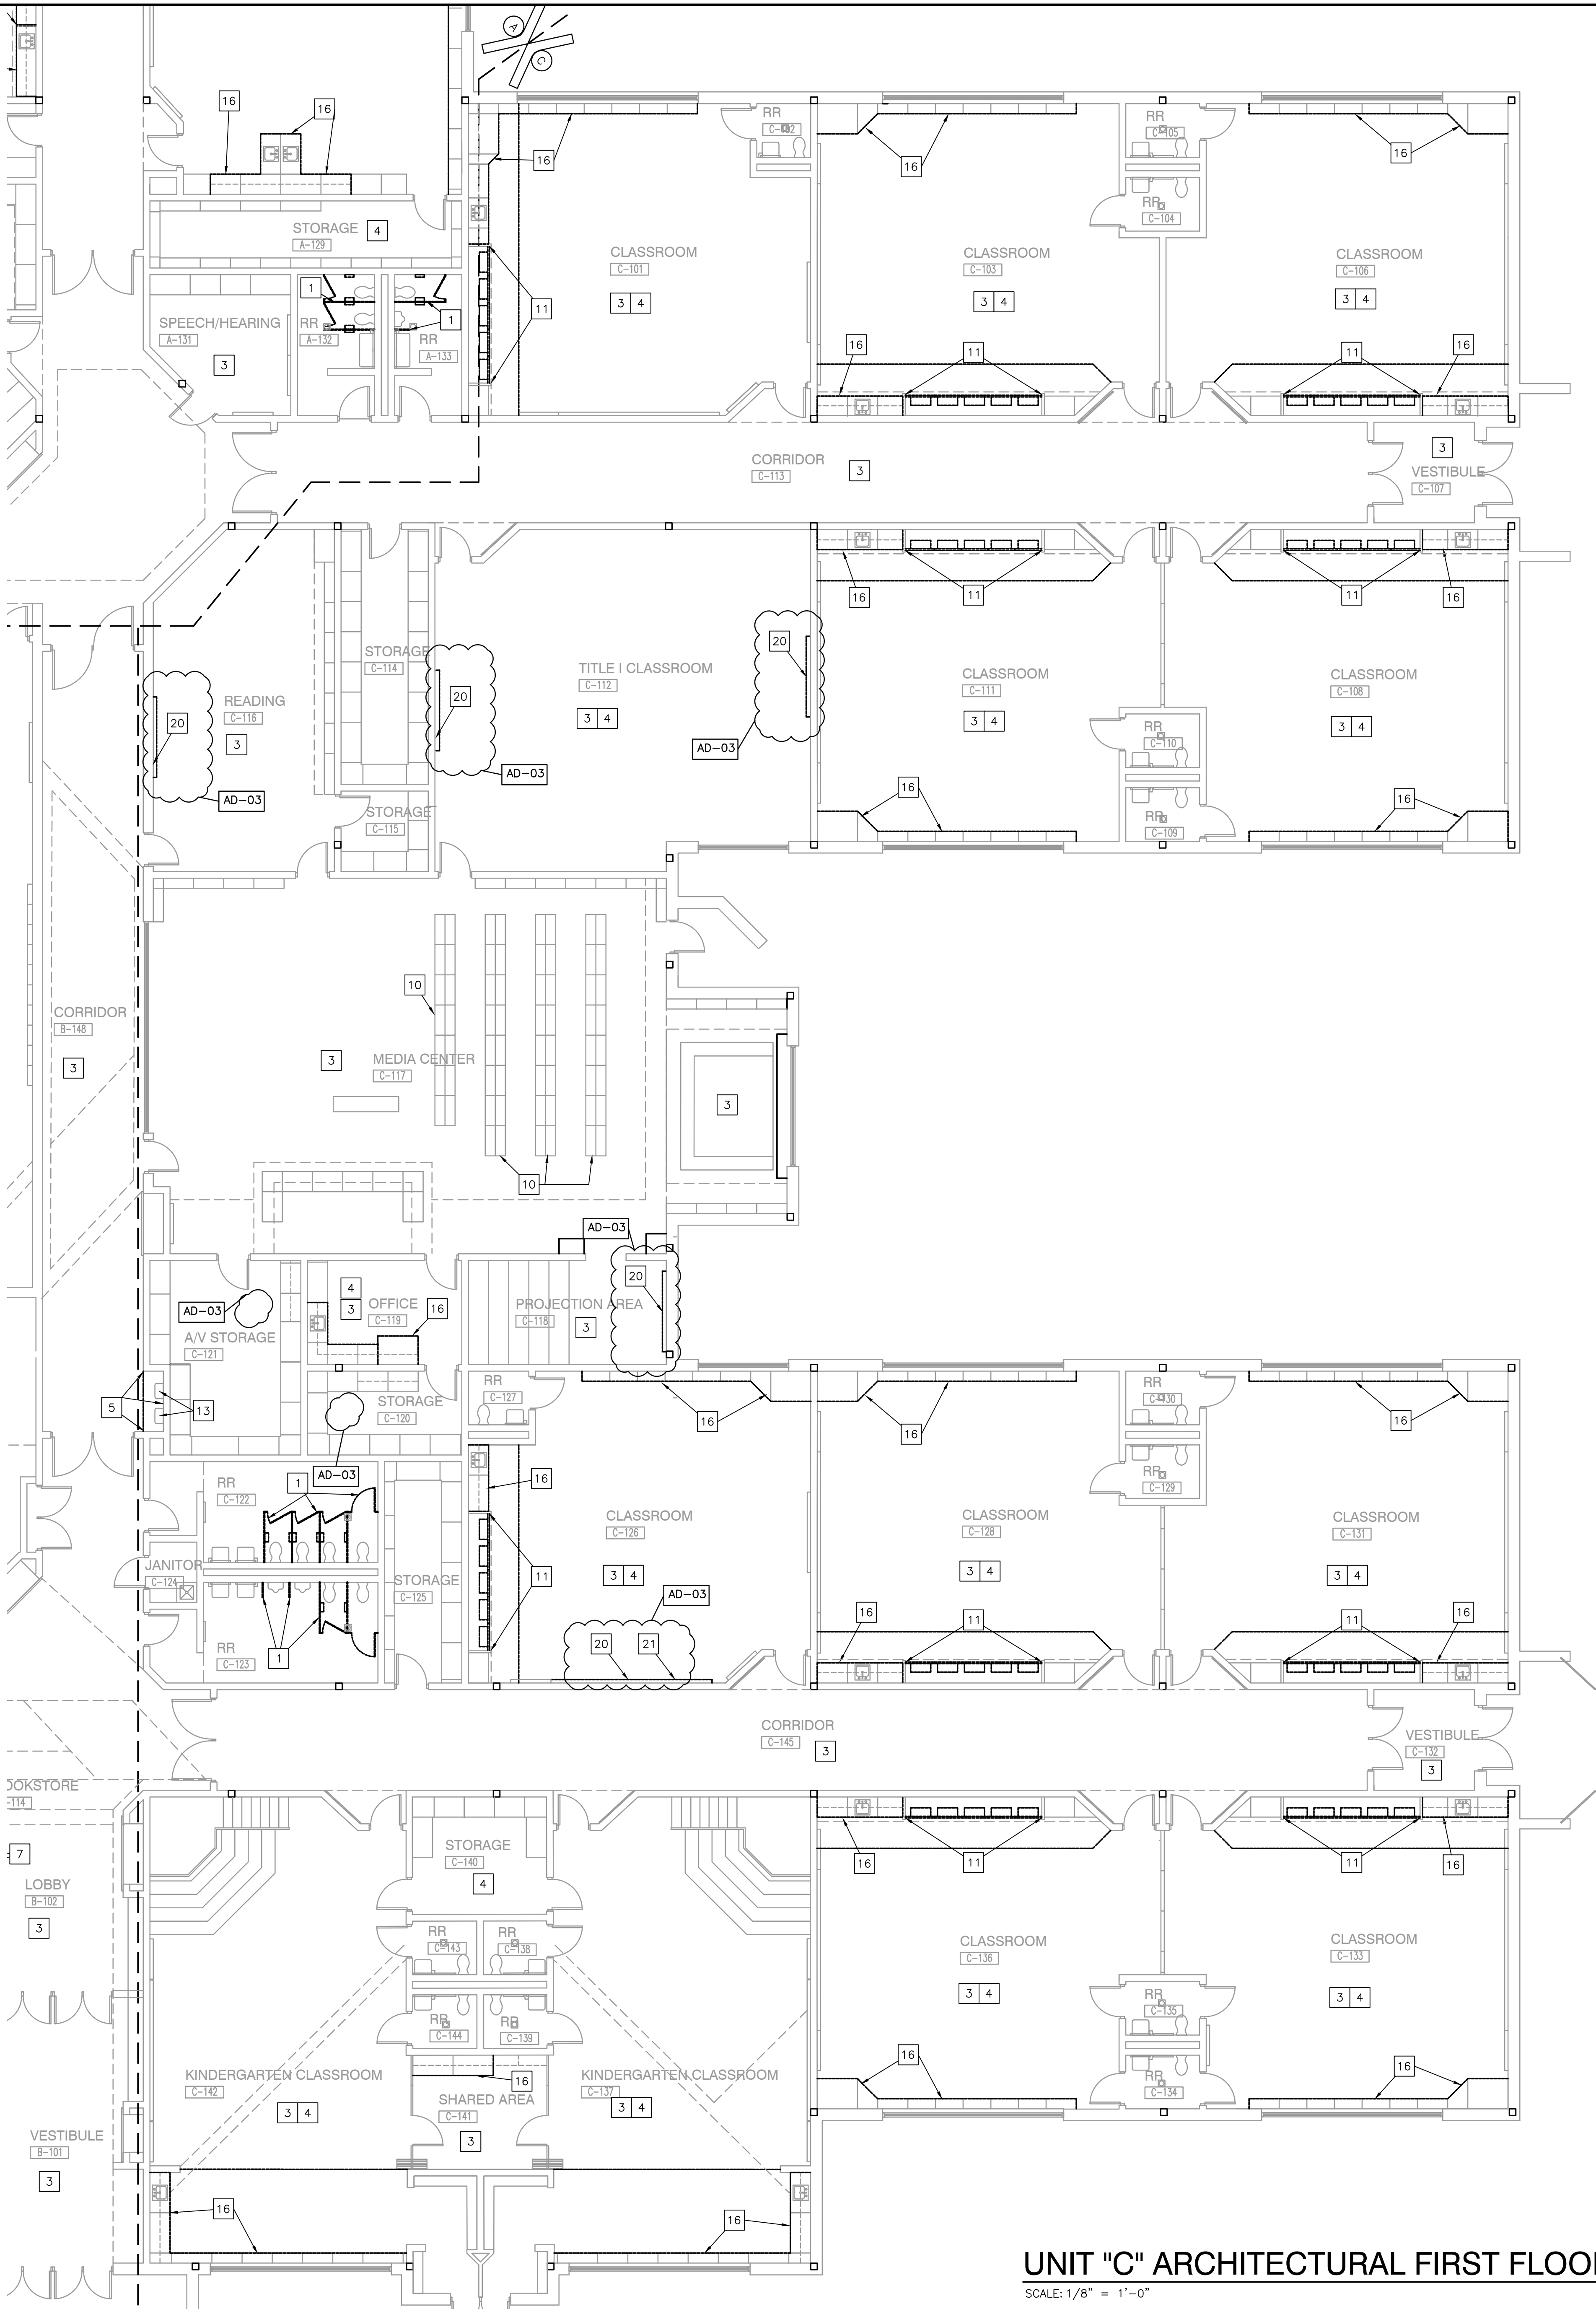 A
C
16
16
RR
C-102
RR
C-105
16
16
16
RR
C-104
STORAGE
A-129
4
CLASSROOM
C-101
3 4
CLASSROOM
C-103
3 4
CLASSROOM
C-106
3 4
1
1
11
SPEECH/HEARING
A-131
3
RR
A-132
RR
A-133
16
11
11
16
CORRIDOR
C-113
3
3
VESTIBULE
C-107
16
11
11
16
STORAGE
C-114
20
TITLE I CLASSROOM
C-112
3 4
20
AD-03
CLASSROOM
C-111
3 4
CLASSROOM
C-108
3 4
READING
C-116
3
20
AD-03
AD-03
RR
C-110
STORAGE
C-115
16
16
RR
C-109
10
CORRIDOR
B-148
3
3
MEDIA CENTER
C-117
3
10
AD-03
20
4
3
OFFICE
C-119
16
PROJECTION AREA
C-118
3
AD-03
A/V STORAGE
C-121
5
13
STORAGE
C-120
RR
C-127
16
16
RR
C-130
16
AD-03
RR
C-129
RR
C-122
1
16
CLASSROOM
C-126
3 4
CLASSROOM
C-128
3 4
CLASSROOM
C-131
3 4
JANITOR
C-124
STORAGE
C-125
11
AD-03
20
21
RR
C-123
1
16
11
11
16
CORRIDOR
C-145
3
VESTIBULE
C-132
3
OOKSTORE
-114
7
STORAGE
C-140
4
16
11
11
16
LOBBY
B-102
3
RR
C-143
RR
C-138
CLASSROOM
C-136
3 4
CLASSROOM
C-133
3 4
RR
C-144
RR
C-139
RR
C-135
KINDERGARTEN CLASSROOM
C-142
3 4
16
SHARED AREA
C-141
3
KINDERGARTEN CLASSROOM
C-137
3 4
16
16
RR
C-134
VESTIBULE
B-101
3
16
16
UNIT "C" ARCHITECTURAL FIRST FLOO
SCALE: 1/8" = 1'-0"